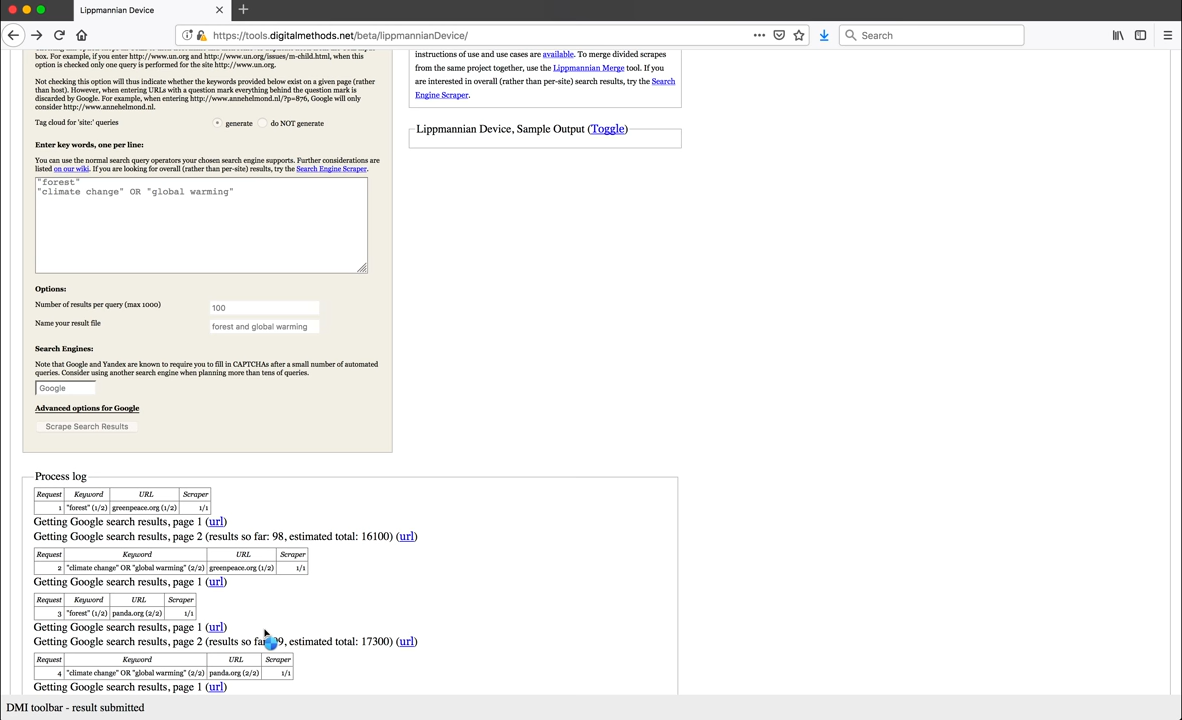 Lippmannian Device
https://tools.digitalmethods.net/beta/lippmannianDevice/
Search
box. For example, if you enter http://www.un.org and http://www.un.org/issues/m-child.html, when this
option is checked only one query is performed for the site http://www.un.org.
Not checking this option will thus indicate whether the keywords provided below exist on a given page (rather
than host). However, when entering URLs with a question mark everything behind the question mark is
discarded by Google. For example, when entering http://www.annehelmond.nl/?p=876, Google will only
consider http://www.annehelmond.nl.
Tag cloud for 'site:' queries generate do NOT generate
Enter key words, one per line:
You can use the normal search query operators your chosen search engine supports. Further considerations are
listed on our wiki. If you are looking for overall (rather than per-site) results, try the Search Engine Scraper.
"forest"
"climate change" OR "global warming"
Options:
Number of results per query (max 1000) 100
Name your result file forest and global warming
Search Engines:
Note that Google and Yandex are known to require you to fill in CAPTCHAs after a small number of automated
queries. Consider using another search engine when planning more than tens of queries.
Google
Advanced options for Google
Scrape Search Results
instructions of use and use cases are available. To merge divided scrapes
from the same project together, use the Lippmannian Merge tool. If you
are interested in overall (rather than per-site) search results, try the Search
Engine Scraper.
Lippmannian Device, Sample Output (Toggle)
Process log
Request Keyword URL Scraper
1 "forest" (1/2) greenpeace.org (1/2) 1/1
Getting Google search results, page 1 (url)
Getting Google search results, page 2 (results so far: 98, estimated total: 16100) (url)
Request Keyword URL Scraper
2 "climate change" OR "global warming" (2/2) greenpeace.org (1/2) 1/1
Getting Google search results, page 1 (url)
Request Keyword URL Scraper
3 "forest" (1/2) panda.org (2/2) 1/1
Getting Google search results, page 1 (url)
Getting Google search results, page 2 (results so far 9, estimated total: 17300) (url)
Request Keyword URL Scraper
4 "climate change" OR "global warming" (2/2) panda.org (2/2) 1/1
Getting Google search results, page 1 (url)
DMI toolbar - result submitted